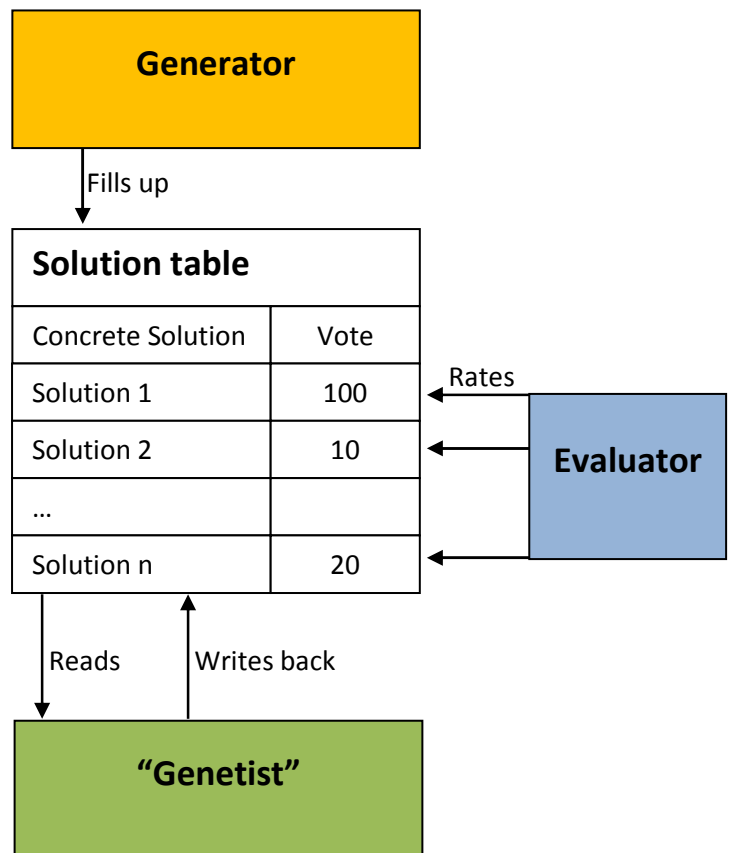 Generator
Fills up
Solution table
Concrete Solution Vote
Solution 1 100
Rates
Solution 2 10
Evaluator
…
Solution n 20
Reads Writes back
“Genetist”